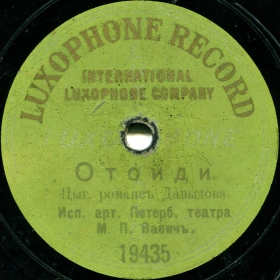 LUXOPHONE RECORD
INTERNATIONAL
LUXOPHONE COMPANY
Отойди
Цыг. романсъ Давыдова
Исп. арт. Петерб. театра
М. П. Вавичъ.
19435